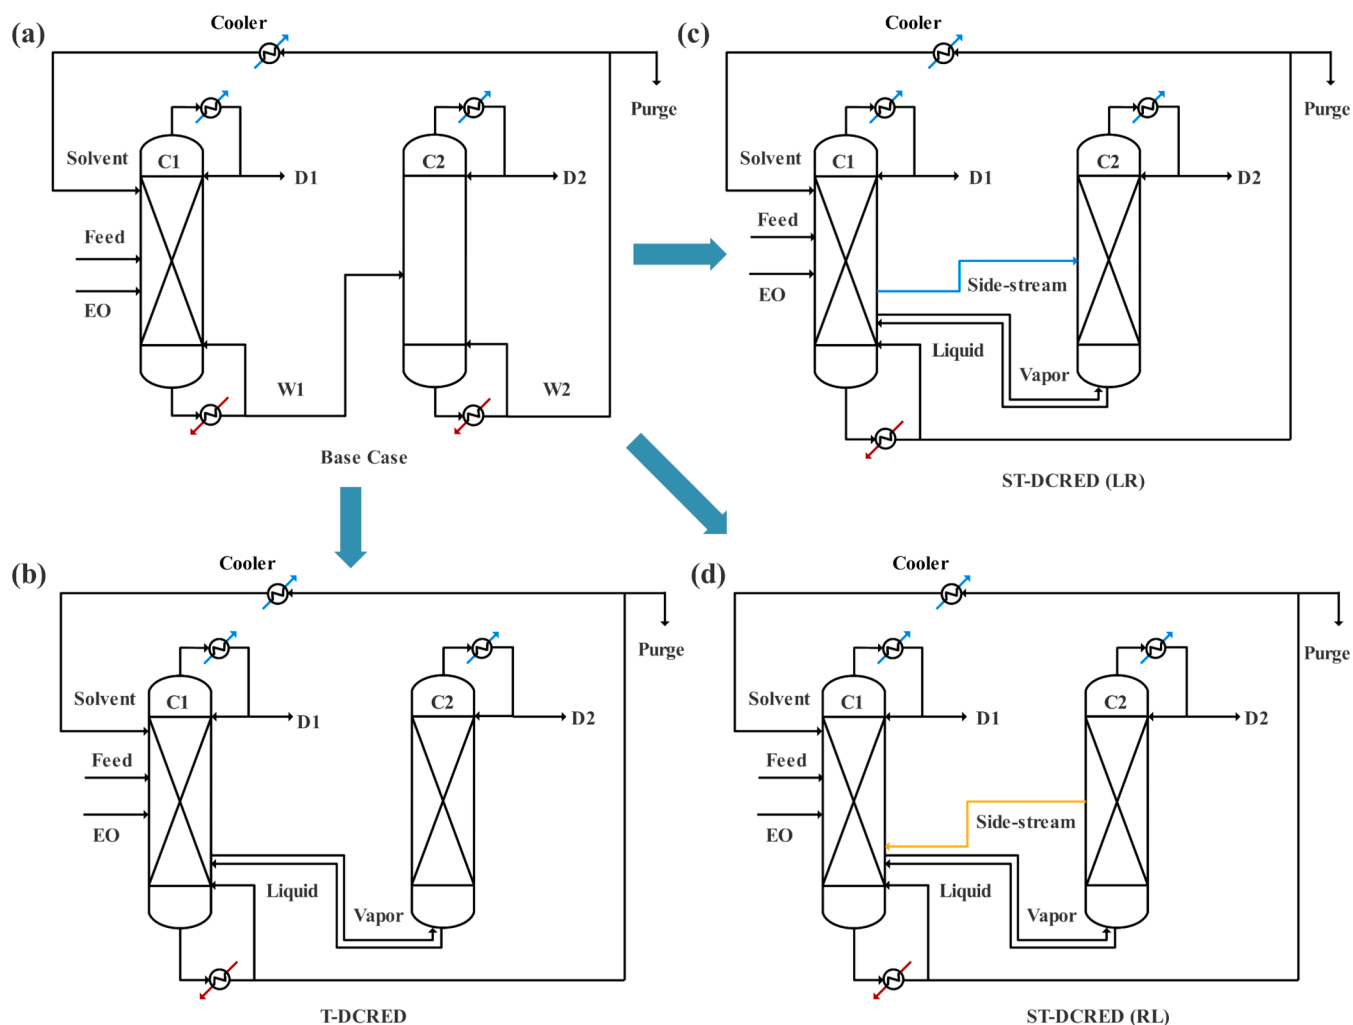 (a)
Cooler
Purge
Solvent
C1
C2
D1
D2
Feed
EO
W1
W2
Base Case
(c)
Cooler
Purge
Solvent
C1
C2
D1
D2
Feed
EO
Side-stream
Liquid
Vapor
ST-DCRED (LR)
(b)
Cooler
Purge
Solvent
C1
C2
D1
D2
Feed
EO
Liquid
Vapor
T-DCRED
(d)
Cooler
Purge
Solvent
C1
C2
D1
D2
Feed
EO
Side-stream
Liquid
Vapor
ST-DCRED (RL)